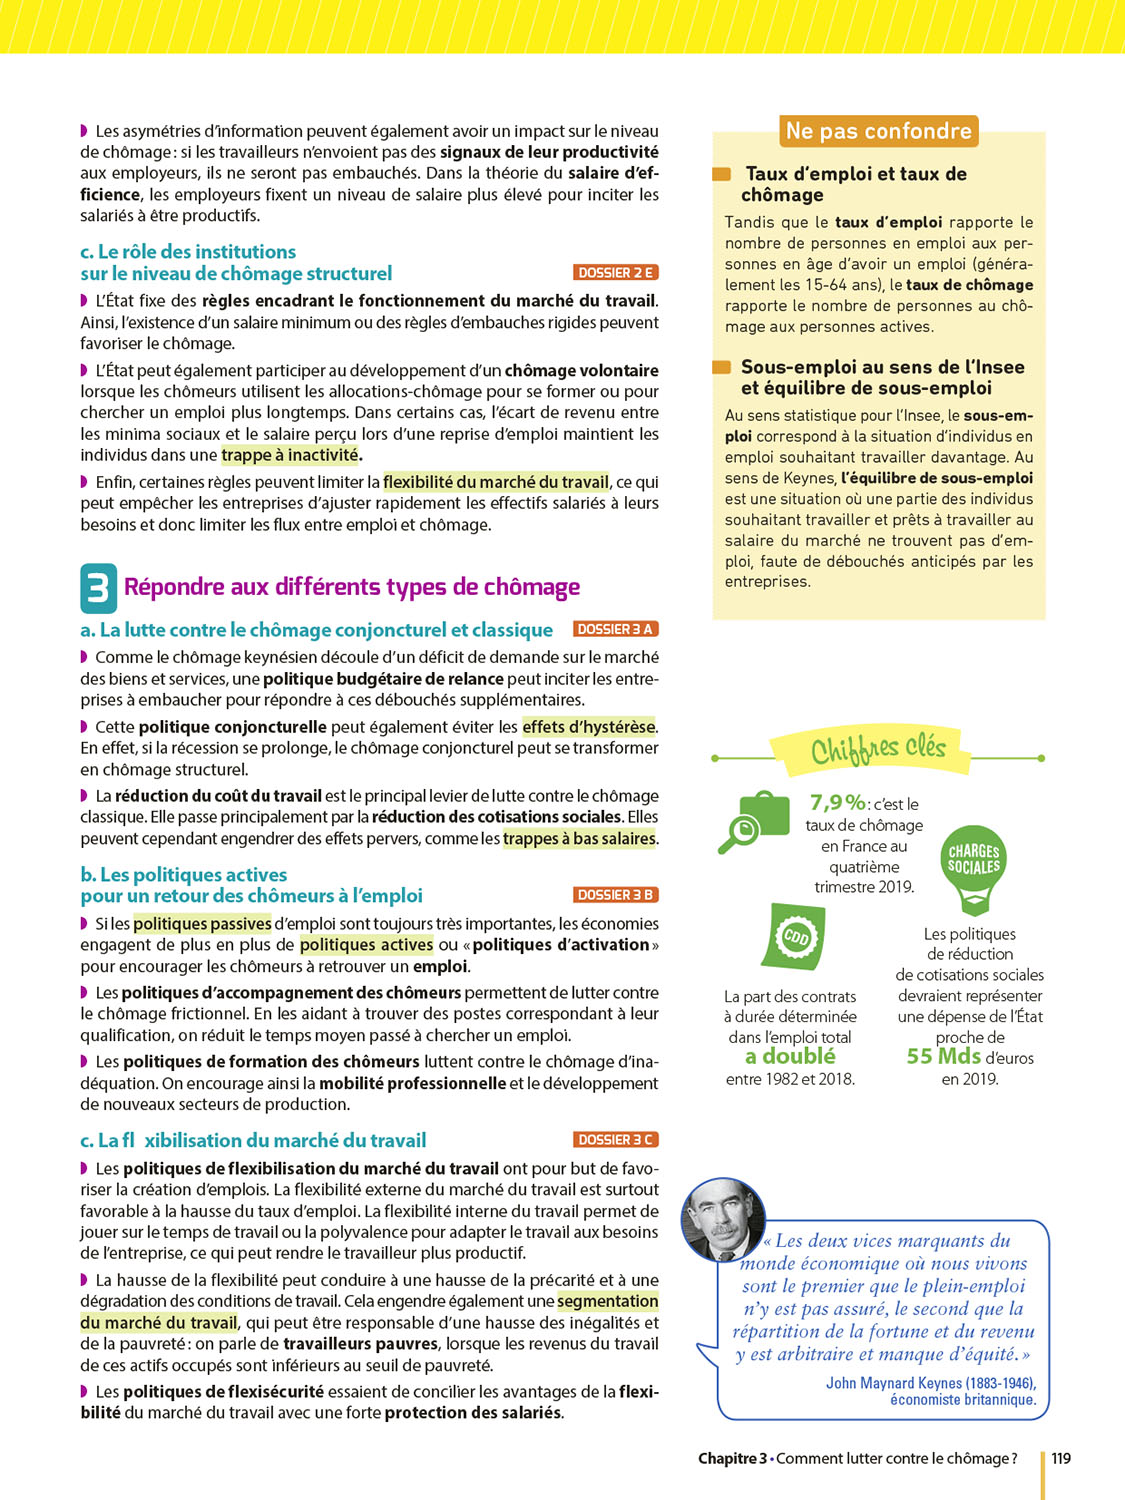 ◗ Les asymétries d’information peuvent également avoir un impact sur le niveau
de chômage : si les travailleurs n’envoient pas des signaux de leur productivité
aux employeurs, ils ne seront pas embauchés. Dans la théorie du salaire d’ef-
ficience, les employeurs fixent un niveau de salaire plus élevé pour inciter les
salariés à être productifs.
c. Le rôle des institutions
sur le niveau de chômage structurel DOSSIER 2 E
◗ L’État fixe des règles encadrant le fonctionnement du marché du travail.
Ainsi, l’existence d’un salaire minimum ou des règles d’embauches rigides peuvent
favoriser le chômage.
◗ L’État peut également participer au développement d’un chômage volontaire
lorsque les chômeurs utilisent les allocations-chômage pour se former ou pour
chercher un emploi plus longtemps. Dans certains cas, l’écart de revenu entre
les minima sociaux et le salaire perçu lors d’une reprise d’emploi maintient les
individus dans une trappe à inactivité.
◗ Enfin, certaines règles peuvent limiter la flexibilité du marché du travail, ce qui
peut empêcher les entreprises d’ajuster rapidement les effectifs salariés à leurs
besoins et donc limiter les flux entre emploi et chômage.
3 Répondre aux différents types de chômage
a. La lutte contre le chômage conjoncturel et classique DOSSIER 3 A
◗ Comme le chômage keynésien découle d’un déficit de demande sur le marché
des biens et services, une politique budgétaire de relance peut inciter les entre-
prises à embaucher pour répondre à ces débouchés supplémentaires.
◗ Cette politique conjoncturelle peut également éviter les effets d’hystérèse.
En effet, si la récession se prolonge, le chômage conjoncturel peut se transformer
en chômage structurel.
◗ La réduction du coût du travail est le principal levier de lutte contre le chômage
classique. Elle passe principalement par la réduction des cotisations sociales. Elles
peuvent cependant engendrer des effets pervers, comme les trappes à bas salaires.
b. Les politiques actives
pour un retour des chômeurs à l’emploi DOSSIER 3 B
◗ Si les politiques passives d’emploi sont toujours très importantes, les économies
engagent de plus en plus de politiques actives ou « politiques d’activation »
pour encourager les chômeurs à retrouver un emploi.
◗ Les politiques d’accompagnement des chômeurs permettent de lutter contre
le chômage frictionnel. En les aidant à trouver des postes correspondant à leur
qualification, on réduit le temps moyen passé à chercher un emploi.
◗ Les politiques de formation des chômeurs luttent contre le chômage d’ina-
déquation. On encourage ainsi la mobilité professionnelle et le développement
de nouveaux secteurs de production.
c. La fl xibilisation du marché du travail DOSSIER 3 C
◗ Les politiques de flexibilisation du marché du travail ont pour but de favo-
riser la création d’emplois. La flexibilité externe du marché du travail est surtout
favorable à la hausse du taux d’emploi. La flexibilité interne du travail permet de
jouer sur le temps de travail ou la polyvalence pour adapter le travail aux besoins
de l’entreprise, ce qui peut rendre le travailleur plus productif.
◗ La hausse de la flexibilité peut conduire à une hausse de la précarité et à une
dégradation des conditions de travail. Cela engendre également une segmentation
du marché du travail, qui peut être responsable d’une hausse des inégalités et
de la pauvreté : on parle de travailleurs pauvres, lorsque les revenus du travail
de ces actifs occupés sont inférieurs au seuil de pauvreté.
◗ Les politiques de flexisécurité essaient de concilier les avantages de la flexi-
bilité du marché du travail avec une forte protection des salariés.
Ne pas confondre
Taux d’emploi et taux de
chômage
Tandis que le taux d’emploi rapporte le
nombre de personnes en emploi aux per-
sonnes en âge d’avoir un emploi (généra-
lement les 15-64 ans), le taux de chômage
rapporte le nombre de personnes au chô-
mage aux personnes actives.
Sous-emploi au sens de l’Insee
et équilibre de sous-emploi
Au sens statistique pour l’Insee, le sous-em-
ploi correspond à la situation d’individus en
emploi souhaitant travailler davantage. Au
sens de Keynes, l’équilibre de sous-emploi
est une situation où une partie des individus
souhaitant travailler et prêts à travailler au
salaire du marché ne trouvent pas d’em-
ploi, faute de débouchés anticipés par les
entreprises.
Chiffres clés
7,9 % : c’est le
taux de chômage
en France au
quatrième
trimestre 2019.
CHARGES
SOCIALES
Les politiques
de réduction
de cotisations sociales
devraient représenter
une dépense de l’État
proche de
55 Mds d’euros
en 2019.
CDD
La part des contrats
à durée déterminée
dans l’emploi total
a doublé
entre 1982 et 2018.
« Les deux vices marquants du
monde économique où nous vivons
sont le premier que le plein-emploi
n’y est pas assuré, le second que la
répartition de la fortune et du revenu
y est arbitraire et manque d’équité. »
John Maynard Keynes (1883-1946),
économiste britannique.
Chapitre 3 • Comment lutter contre le chômage ? 119